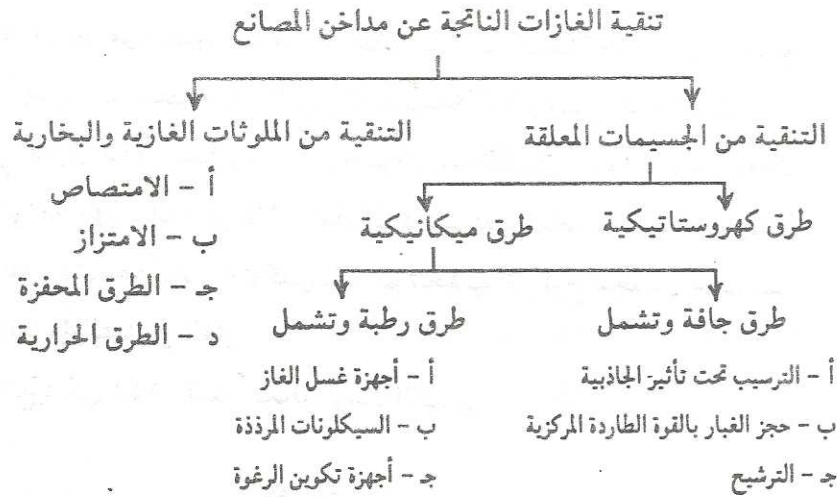 تنقية الغازات الناتجة عن مداخن المصانع
التنقية من الجسيمات المعلقة
التنقية من الملوثات الغازية والبخارية
أ - الامتصاص
ب - الامتزاز
جـ - الطرق المحفزة
د - الطرق الحرارية
طرق كهروستاتيكية
طرق ميكانيكية
طرق جافة وتشمل
أ - الترسيب تحت تأثير الجاذبية
ب - حجز الغبار بالقوة الطاردة المركزية
جـ - الترشيح
طرق رطبة وتشمل
أ - أجهزة غسل الغاز
ب - السيكلونات المرذذة
جـ - أجهزة تكوين الرغوة